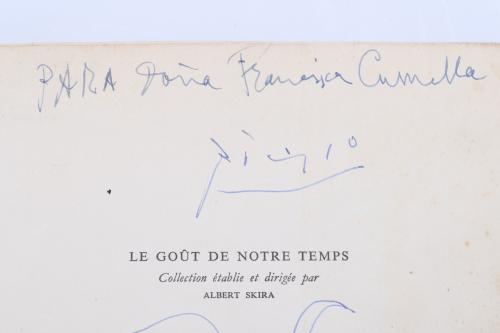 PARA Doña Francisca Cumella
Picasso
LE GOÛT DE NOTRE TEMPS
Collection établie et dirigée par
ALBERT SKIRA